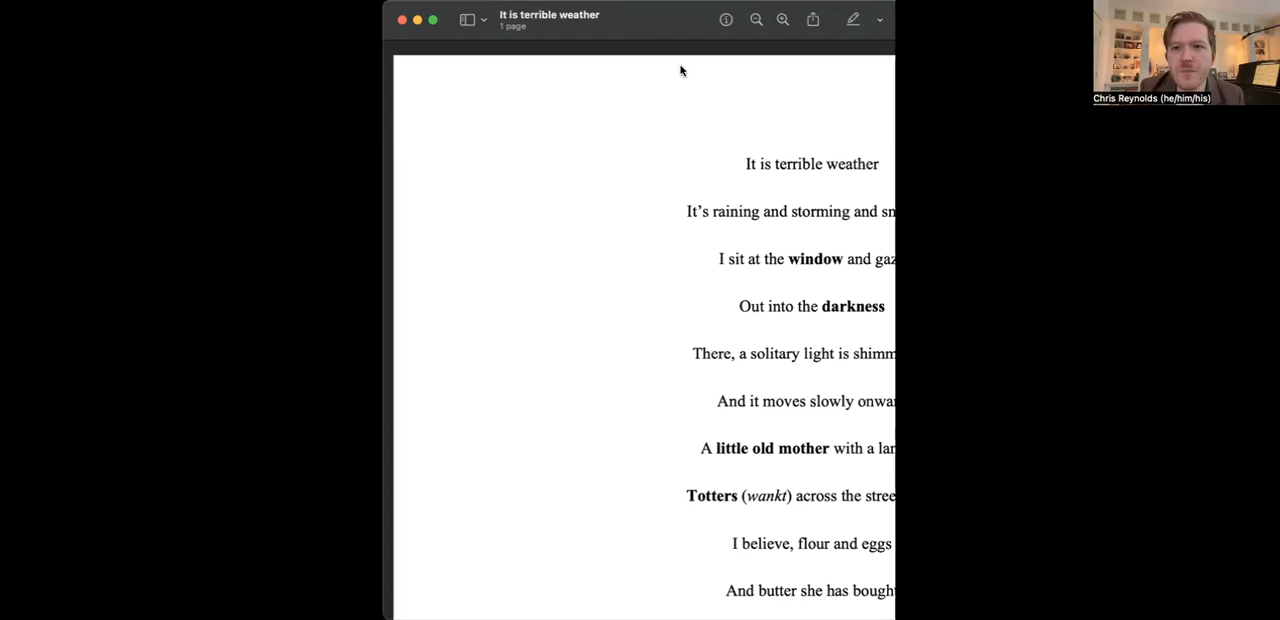 It is terrible weather
1 page
Chris Reynolds (he/him/his)
It is terrible weather
It's raining and storming and
I sit at the window and
Out into the darkness
There, a solitary light is
And it moves slowly
A little old mother with a
Totters (wankt) across the
I believe, flour and eggs
And butter she has